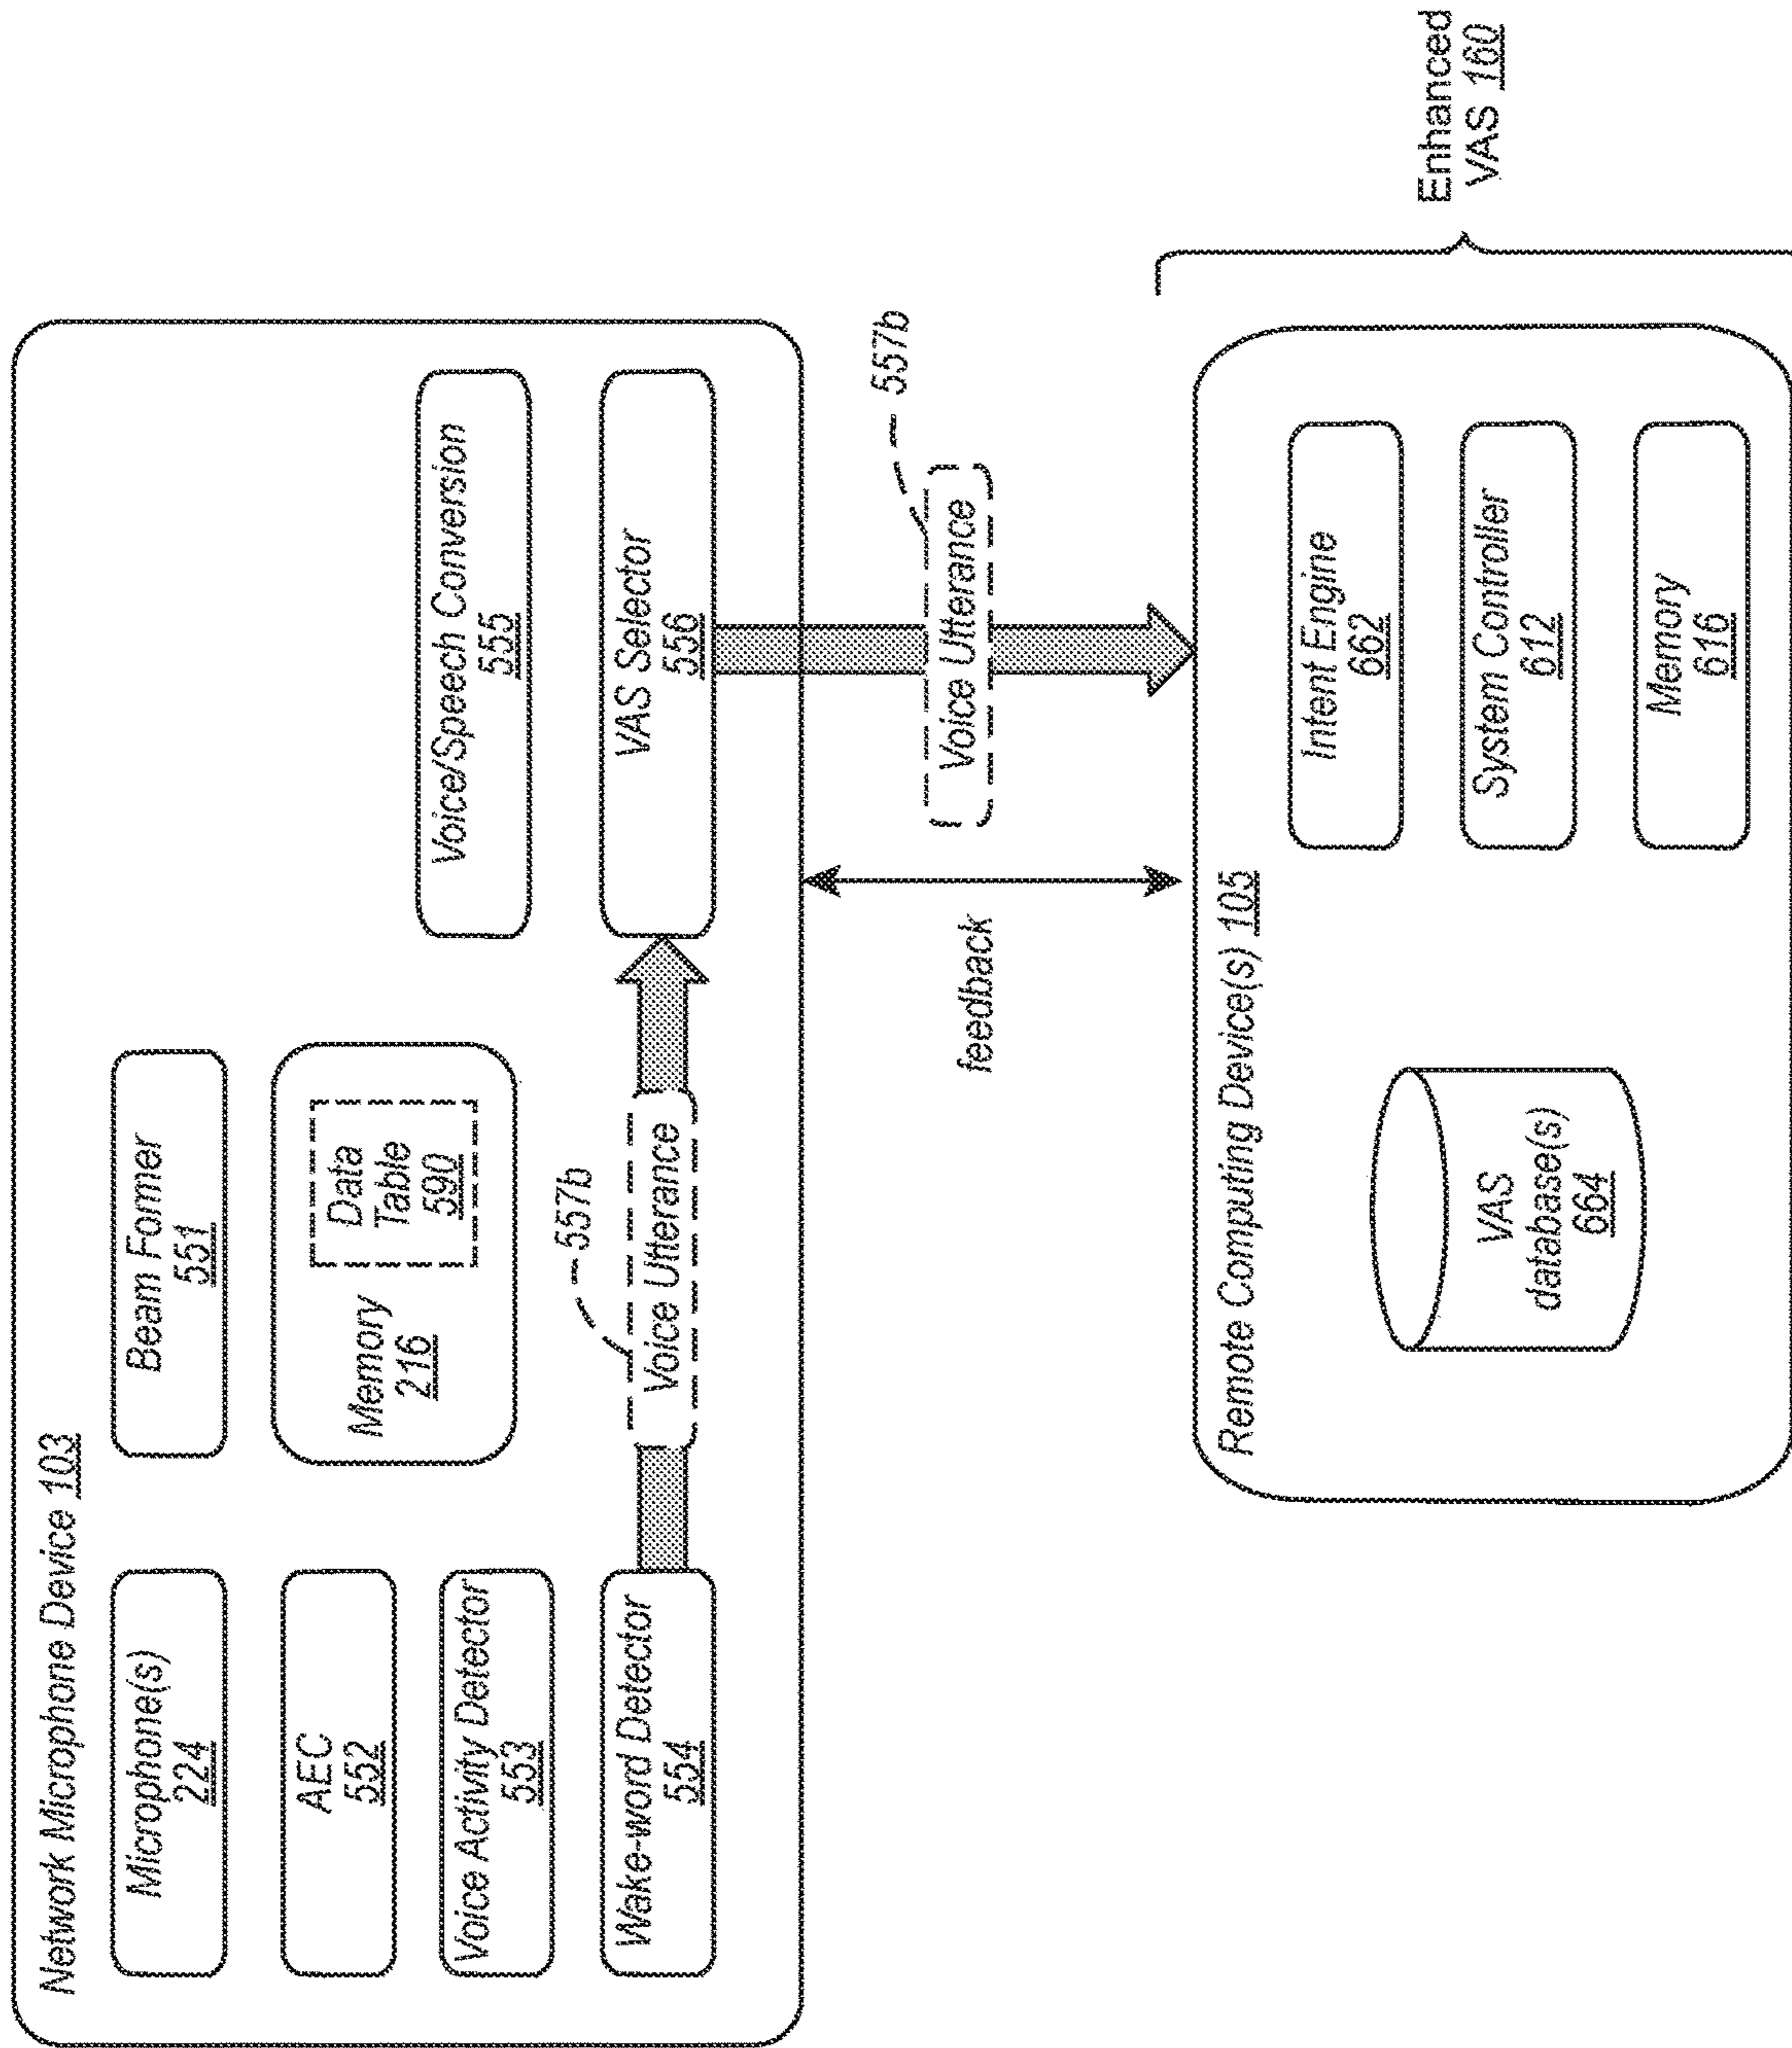 Network Microphone Device 103
Microphone(s)
224
Beam Former
551
AEC
552
Memory
216
Data
Table
590
Voice Activity Detector
553
Voice/Speech Conversion
555
557b
Wake-word Detector
554
Voice Utterance
VAS Selector
556
feedback
Voice Utterance
557b
Remote Computing Device(s) 105
VAS
database(s)
664
Intent Engine
662
System Controller
612
Memory
616
Enhanced
VAS 160